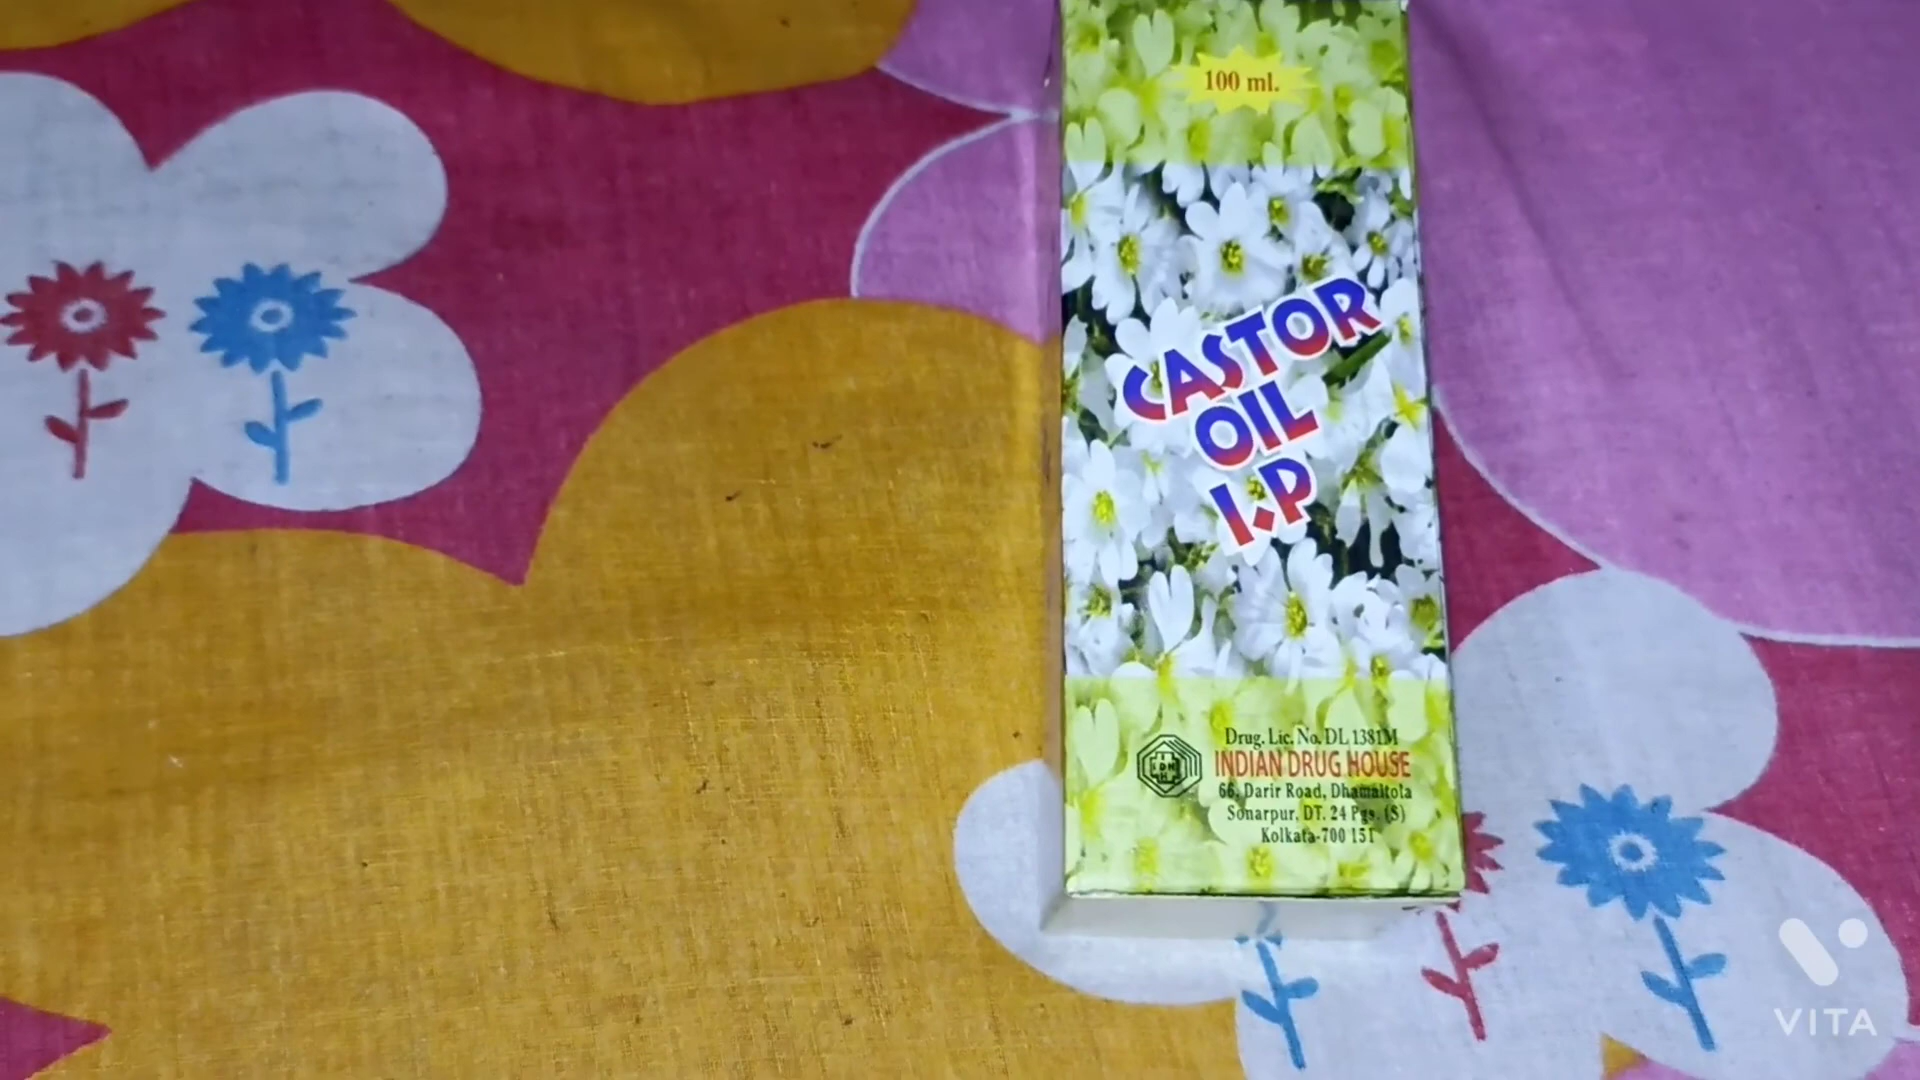 100 ml.
CASTOR
OIL
I.P
Drug. Lic. No. DL 1381M
INDIAN DRUG HOUSE
66, Darir Road, Dhamaitola
Sonarpur, DT. 24 Pgs. (S)
Kolkata-700 151
VITA